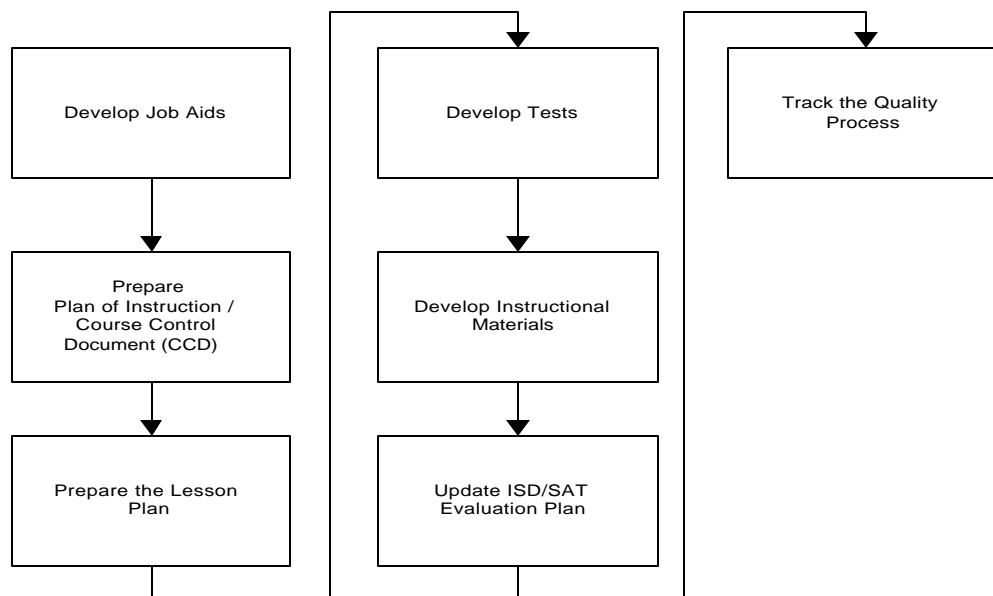 Develop Job Aids
Prepare
Plan of Instruction /
Course Control
Document (CCD)
Prepare the Lesson
Plan
Develop Tests
Develop Instructional
Materials
Update ISD/SAT
Evaluation Plan
Track the Quality
Process